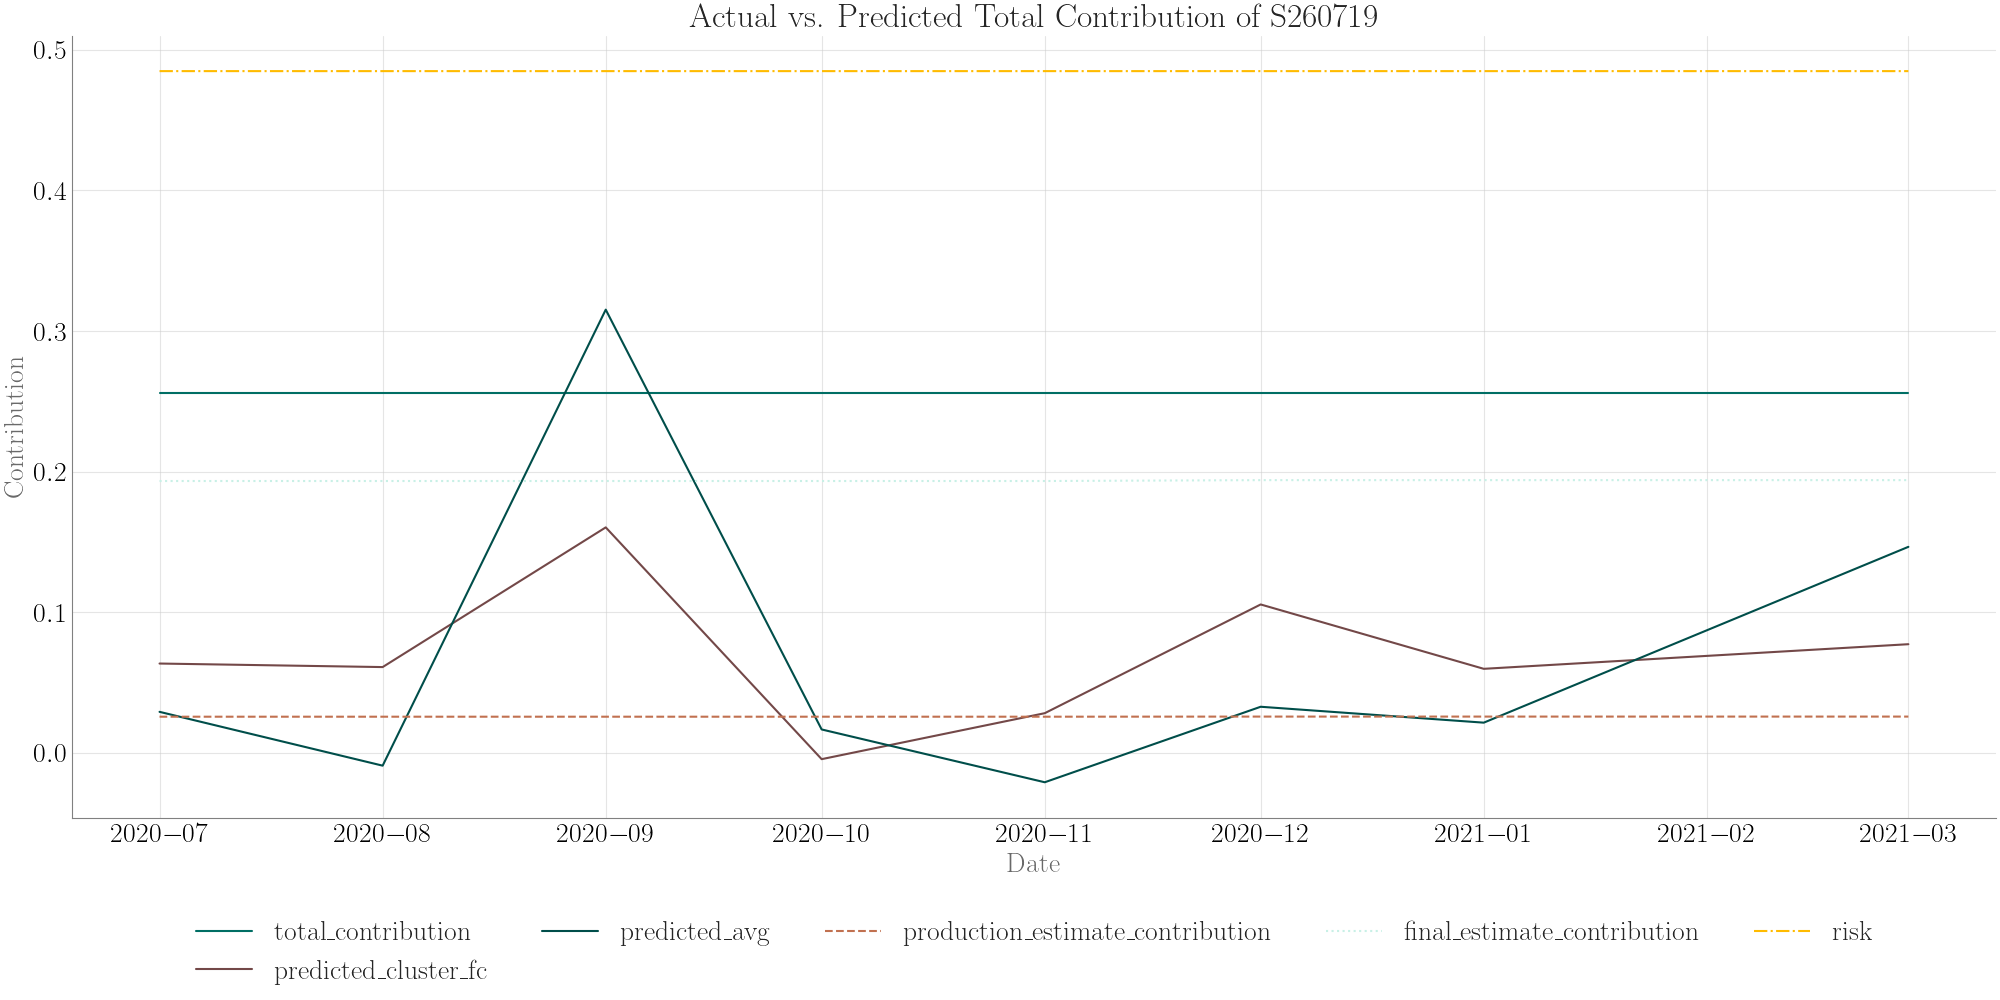 Actual vs. Predicted Total Contribution of S260719
0.5
0.4
0.3
0.2
0.1
0.0
Contribution
2020–07 2020–08 2020–09 2020–10 2020–11 2020–12 2021–01 2021–02 2021–03
Date
total_contribution predicted_avg production_estimate_contribution final_estimate_contribution risk
predicted_cluster_fc